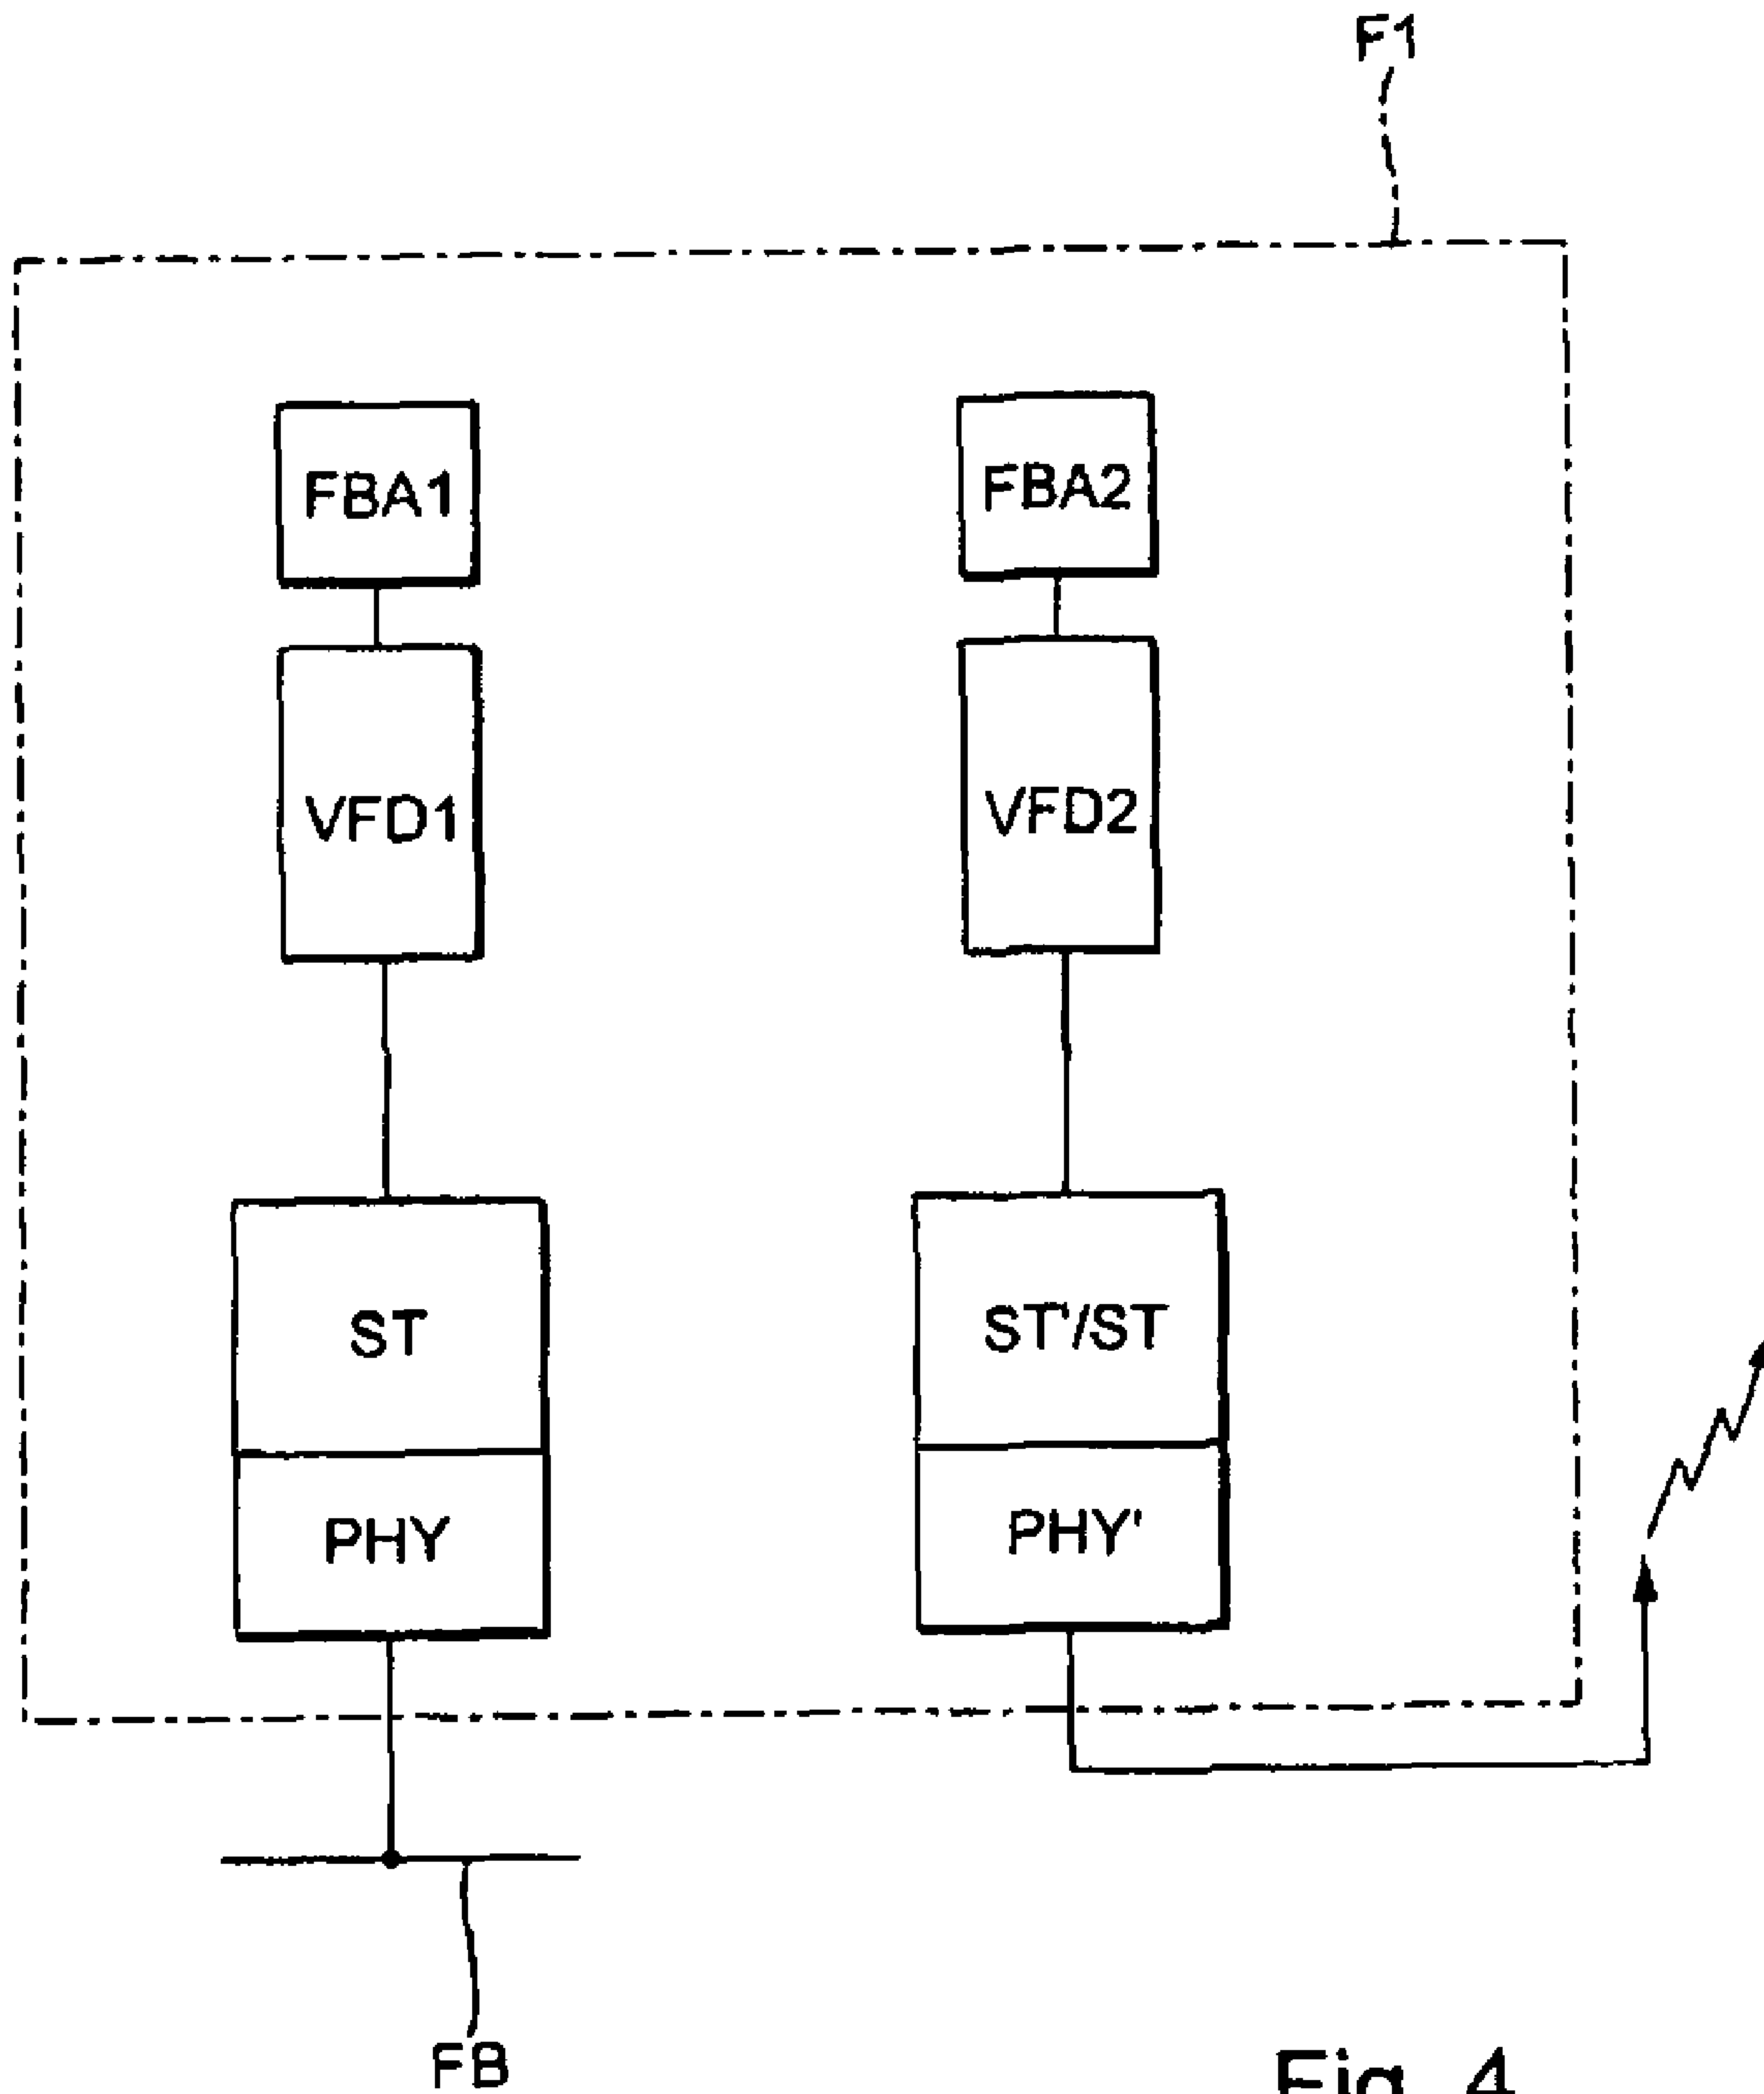 F1
FBA1
FBA2
VFD1
VFD2
ST
ST'/ST
PHY
PHY'
FB
Fig. 4